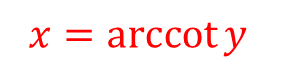 x = arccot y